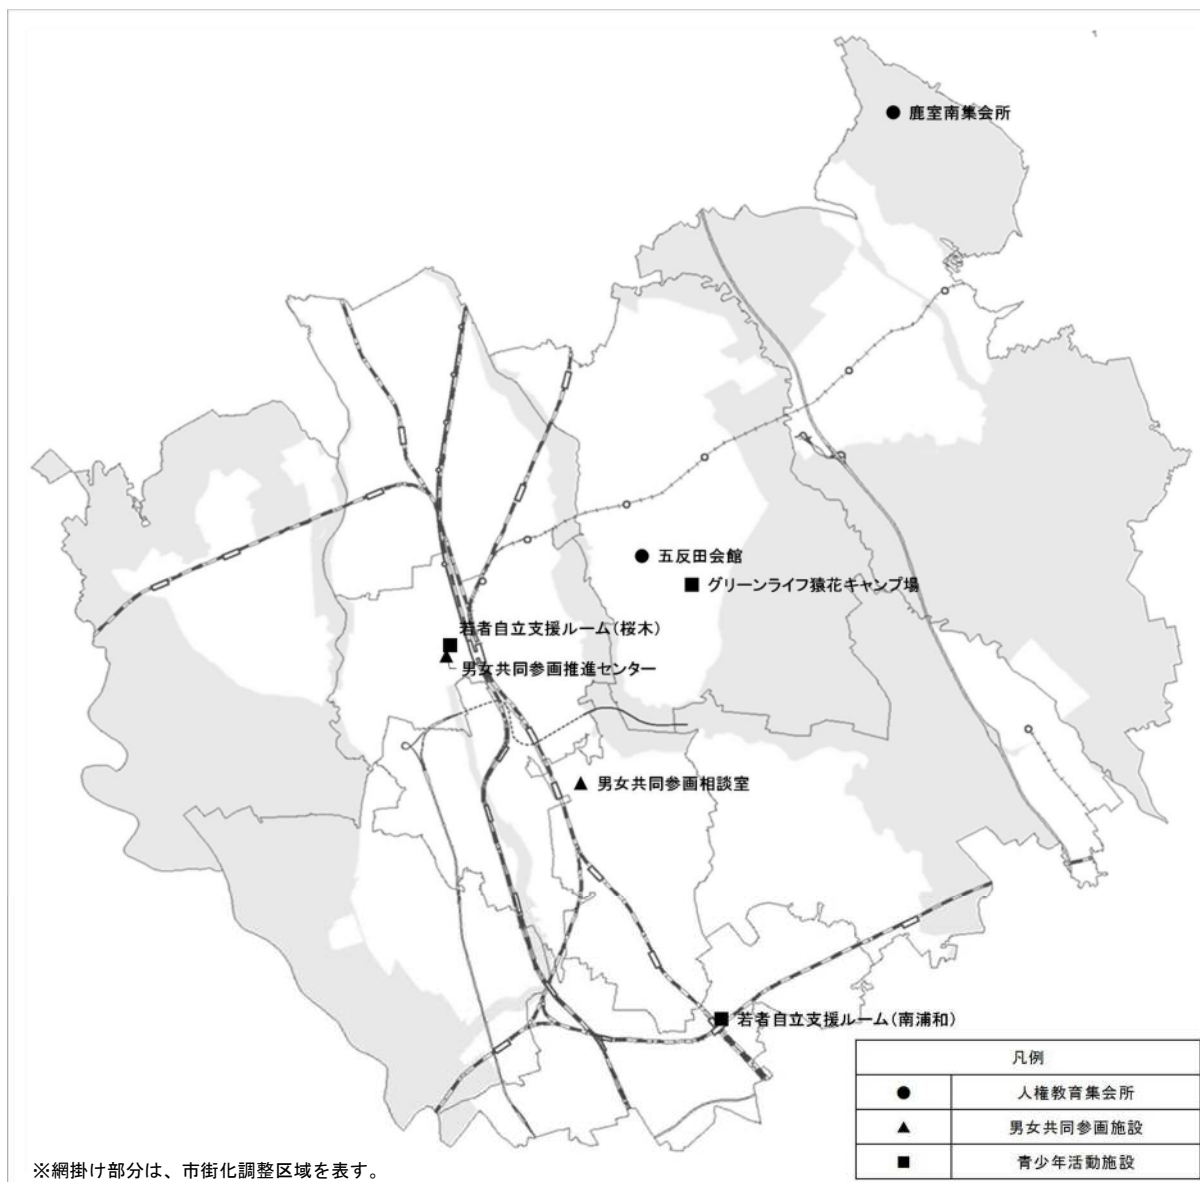 鹿室南集会所
五反田会館
グリーンライフ猿花キャンプ場
若者自立支援ルーム(桜木)
男女共同参画推進センター
男女共同参画相談室
若者自立支援ルーム(南浦和)
凡例
● 人権教育集会所
▲ 男女共同参画施設
■ 青少年活動施設
※網掛け部分は、市街化調整区域を表す。